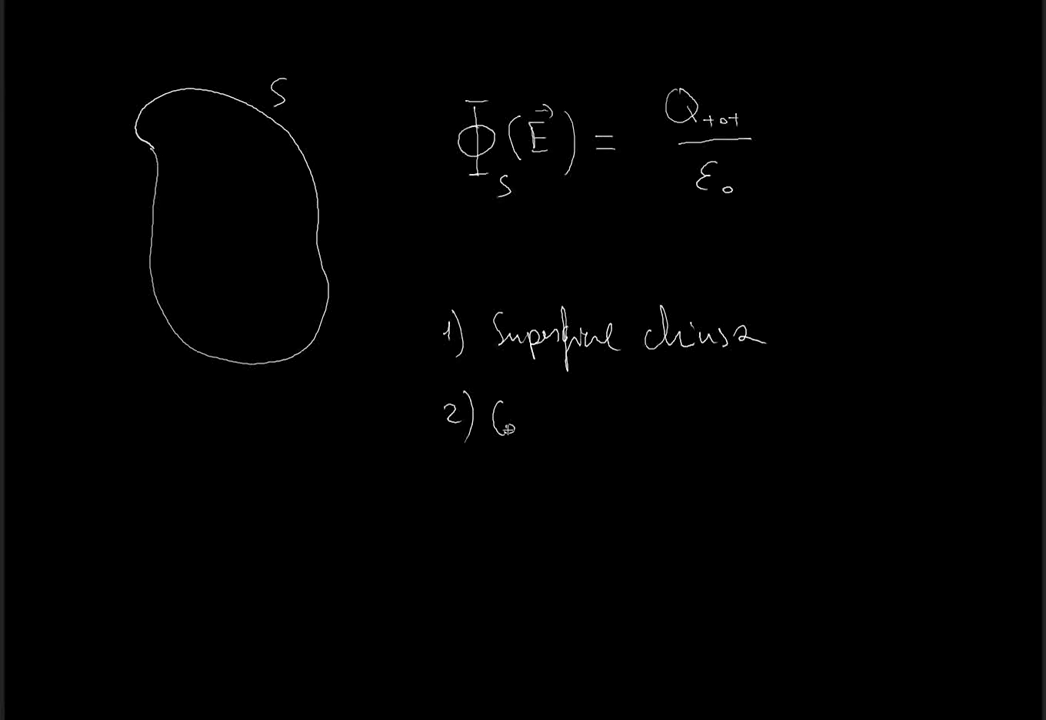 S
Φ_S(E⃗) = Q_tot / ε₀
1) Superficie chiusa
2) C